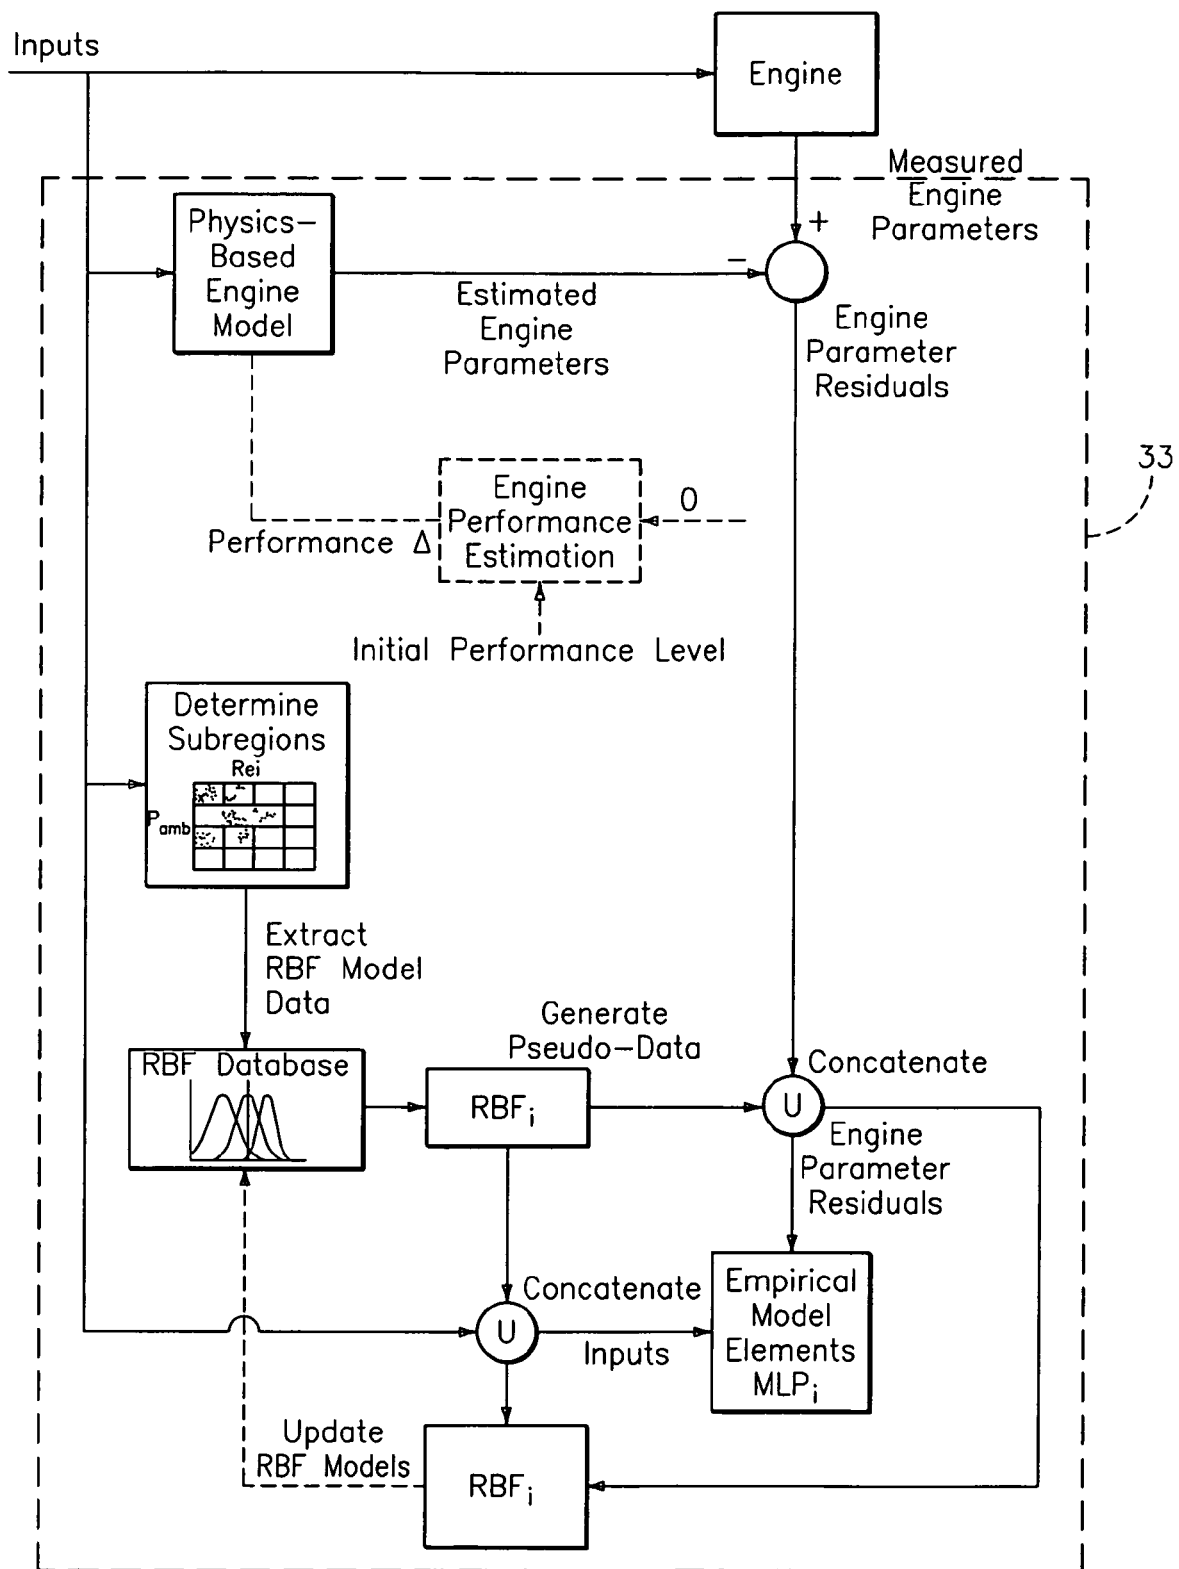 Inputs
Engine
Measured
Engine
Parameters
Physics-
Based
Engine
Model
+
-
Estimated
Engine
Parameters
Engine
Parameter
Residuals
33
Engine
Performance
Estimation
0
Performance Δ
Initial Performance Level
Determine
Subregions
Rei
Pamb
Extract
RBF Model
Data
Generate
Pseudo-Data
RBF Database
RBFi
Concatenate
U
Engine
Parameter
Residuals
Concatenate
U
Inputs
Empirical
Model
Elements
MLPi
Update
RBF Models
RBFi